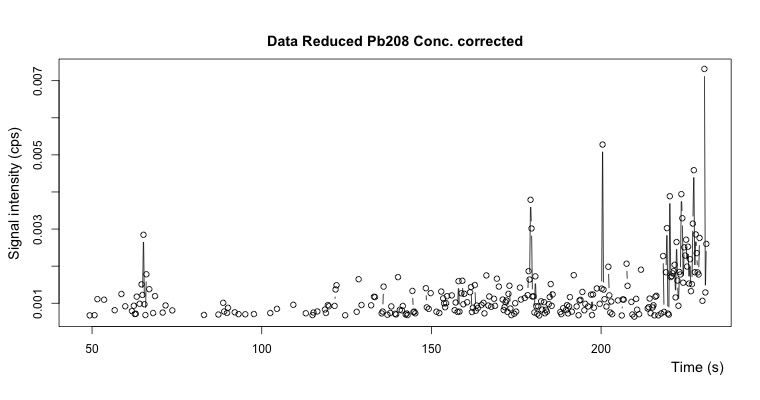 Data Reduced Pb208 Conc. corrected
Signal intensity (cps)
0.007
0.005
0.003
0.001
50 100 150 200
Time (s)